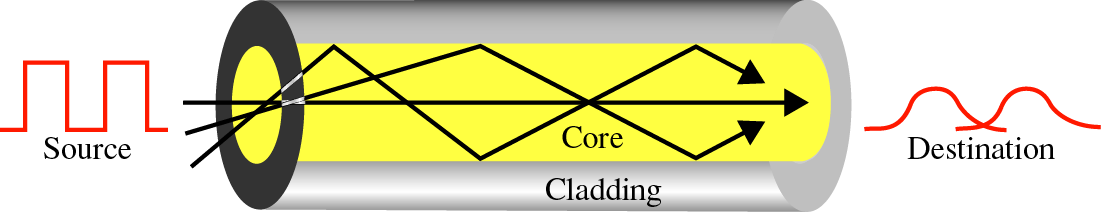 Source
Core
Destination
Cladding